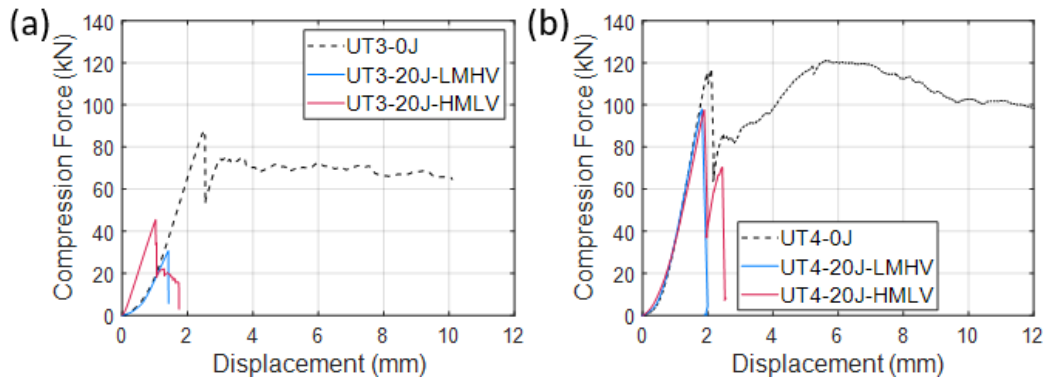 (a)
Compression Force (kN)
140
120
100
80
60
40
20
0
0 2 4 6 8 10 12
Displacement (mm)
UT3-0J
UT3-20J-LMHV
UT3-20J-HMLV
(b)
Compression Force (kN)
140
120
100
80
60
40
20
0
0 2 4 6 8 10 12
Displacement (mm)
UT4-0J
UT4-20J-LMHV
UT4-20J-HMLV